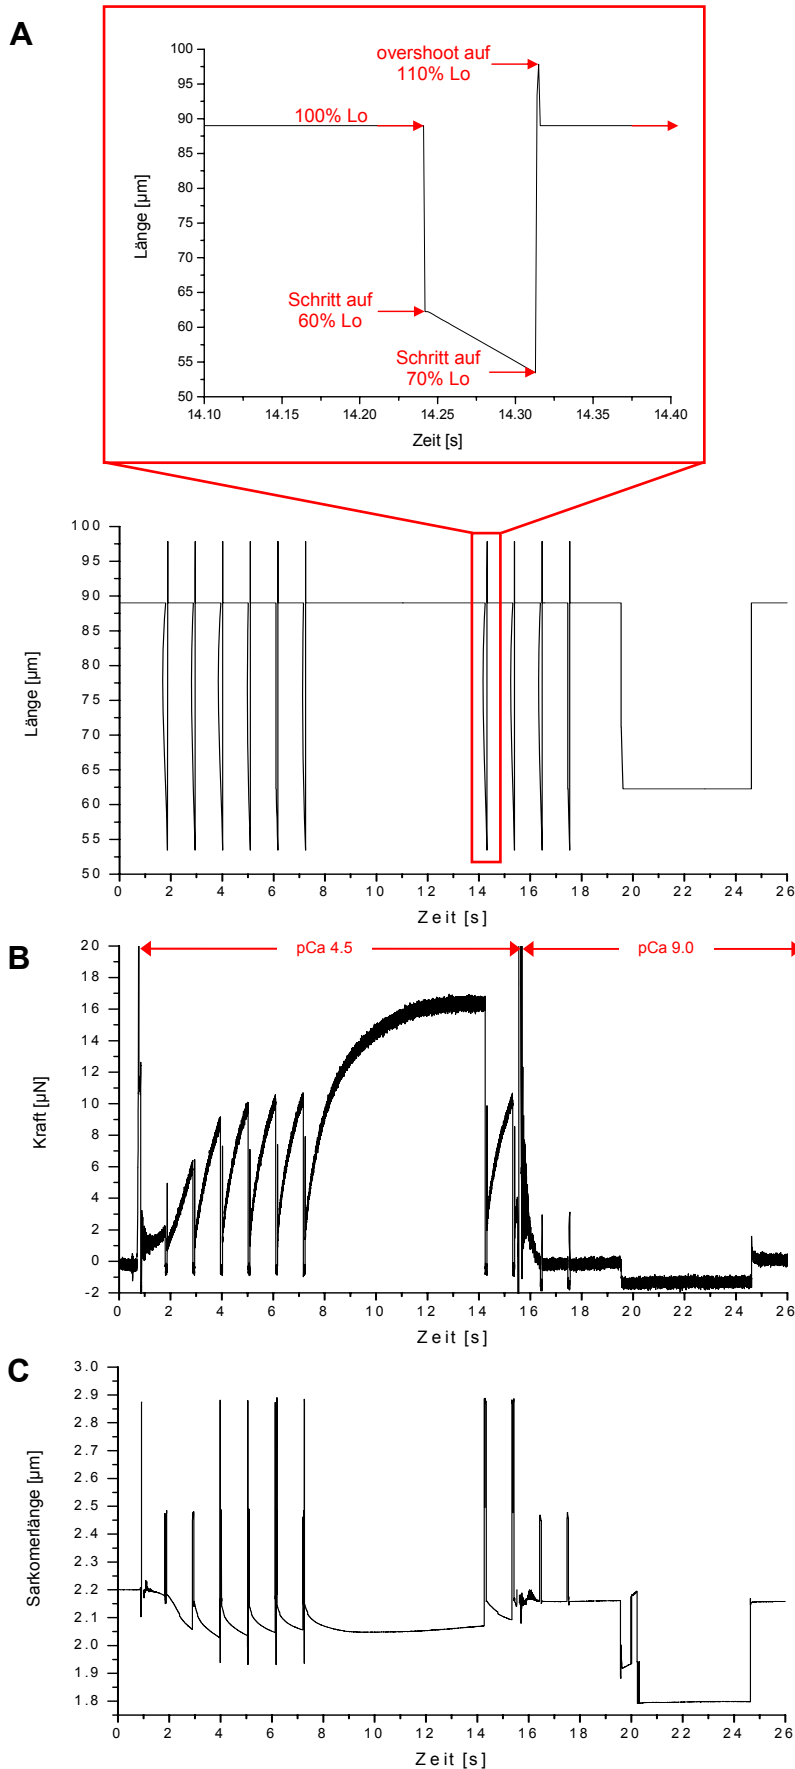 A
overshoot auf
110% Lo
100% Lo
Schritt auf
60% Lo
Schritt auf
70% Lo
Länge [µm]
100
95
90
85
80
75
70
65
60
55
50
14.10 14.15 14.20 14.25 14.30 14.35 14.40
Zeit [s]
Länge [µm]
100
95
90
85
80
75
70
65
60
55
50
0 2 4 6 8 10 12 14 16 18 20 22 24 26
Zeit [s]
B
pCa 4.5 pCa 9.0
Kraft [µN]
20
18
16
14
12
10
8
6
4
2
0
-2
0 2 4 6 8 10 12 14 16 18 20 22 24 26
Zeit [s]
C
Sarkomerlänge [µm]
3.0
2.9
2.8
2.7
2.6
2.5
2.4
2.3
2.2
2.1
2.0
1.9
1.8
0 2 4 6 8 10 12 14 16 18 20 22 24 26
Zeit [s]